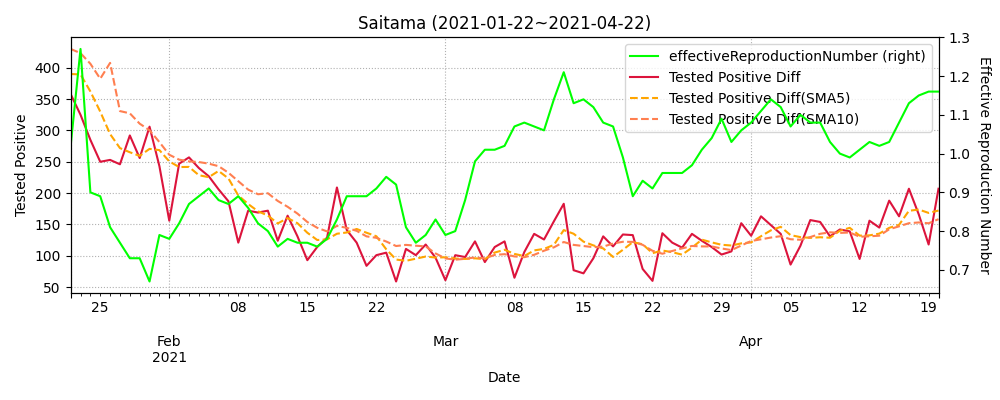 Saitama (2021-01-22~2021-04-22)
effectiveReproductionNumber (right)
Tested Positive Diff
Tested Positive Diff(SMA5)
Tested Positive Diff(SMA10)
Tested Positive
400
350
300
250
200
150
100
50
1.3
1.2
1.1
1.0
0.9
0.8
0.7
Effective Reproduction Number
25 08 15 22 08 15 22 29 05 12 19
Feb Mar Apr
2021
Date